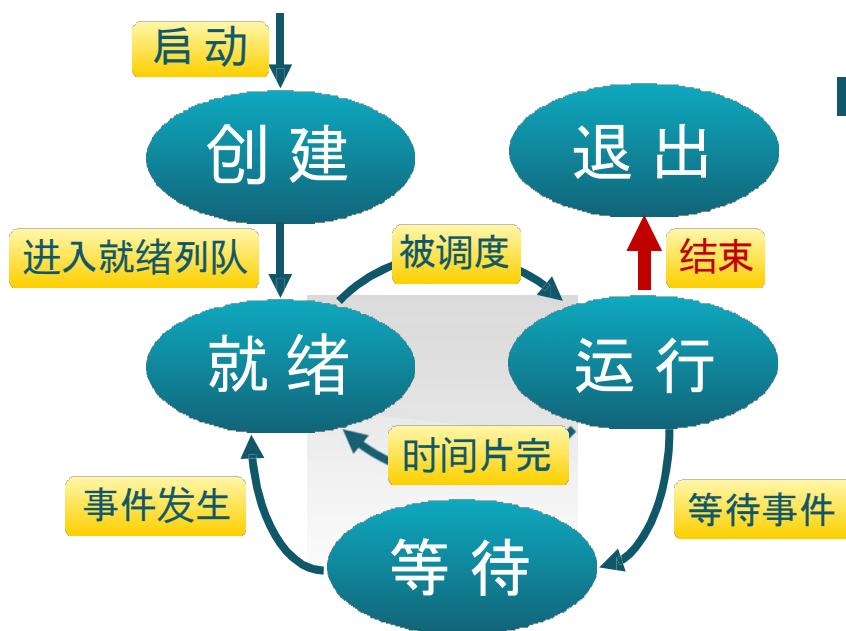 启动
创建
退出
进入就绪列队
被调度
结束
就绪
运行
时间片完
事件发生
等待事件
等待